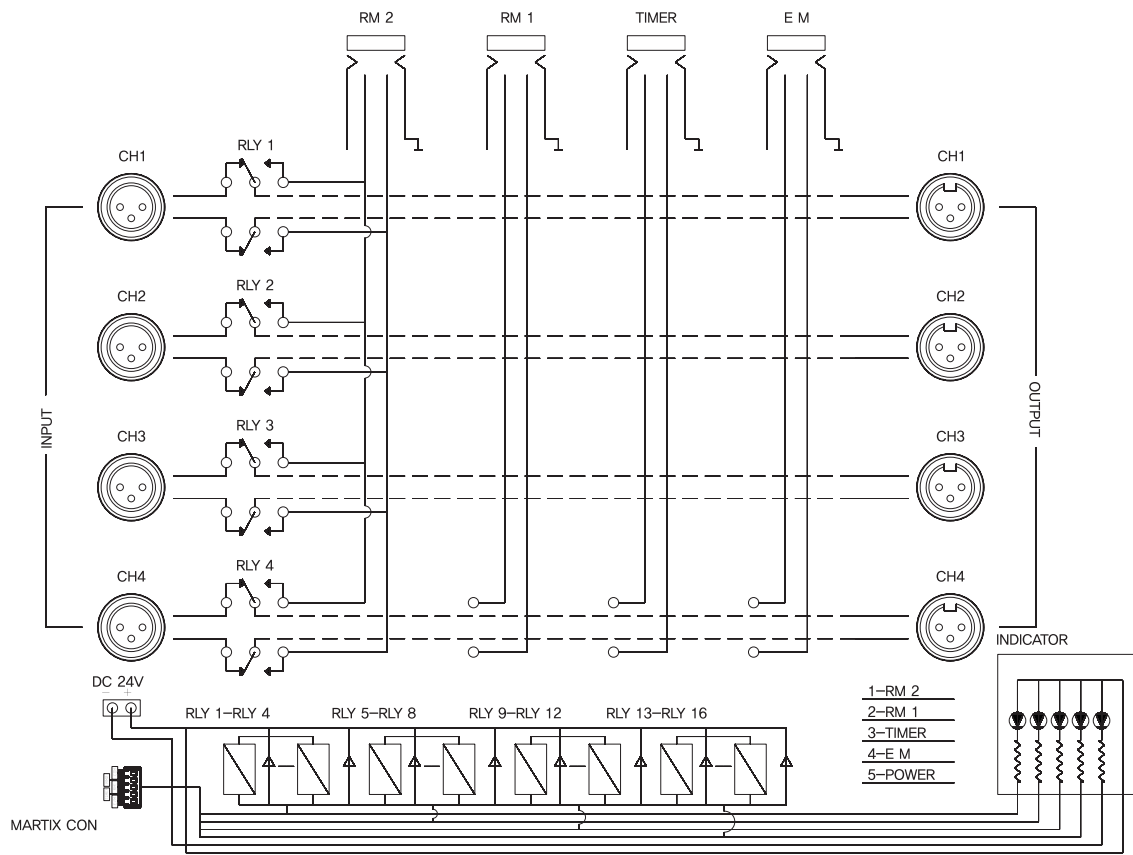 RM 2
RM 1
TIMER
E M
CH1
RLY 1
CH1
CH2
RLY 2
CH2
INPUT
OUTPUT
CH3
RLY 3
CH3
CH4
RLY 4
CH4
INDICATOR
DC 24V
− +
RLY 1−RLY 4
RLY 5−RLY 8
RLY 9−RLY 12
RLY 13−RLY 16
1−RM 2
2−RM 1
3−TIMER
4−E M
5−POWER
MARTIX CON